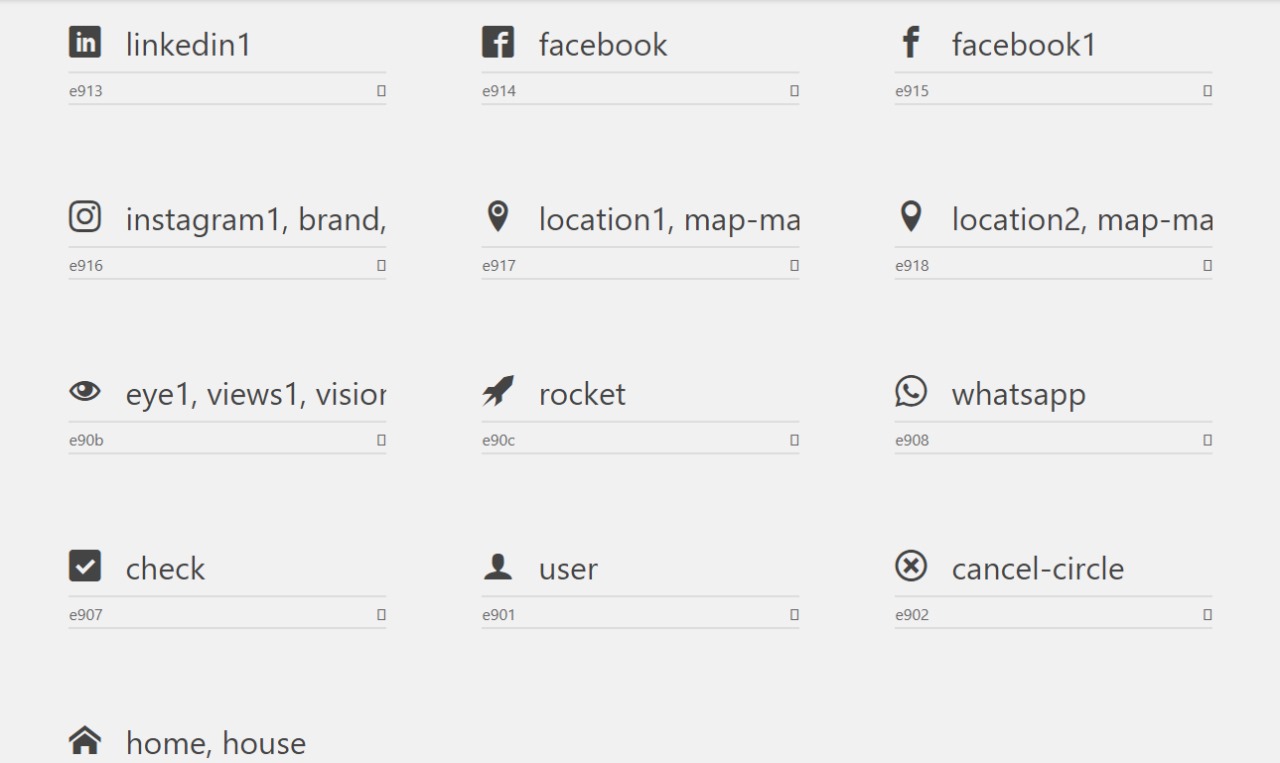 linkedin1
facebook
facebook1
e913
e914
e915
instagram1, brand,
location1, map-ma
location2, map-ma
e916
e917
e918
eye1, views1, vision
rocket
whatsapp
e90b
e90c
e908
check
user
cancel-circle
e907
e901
e902
home, house